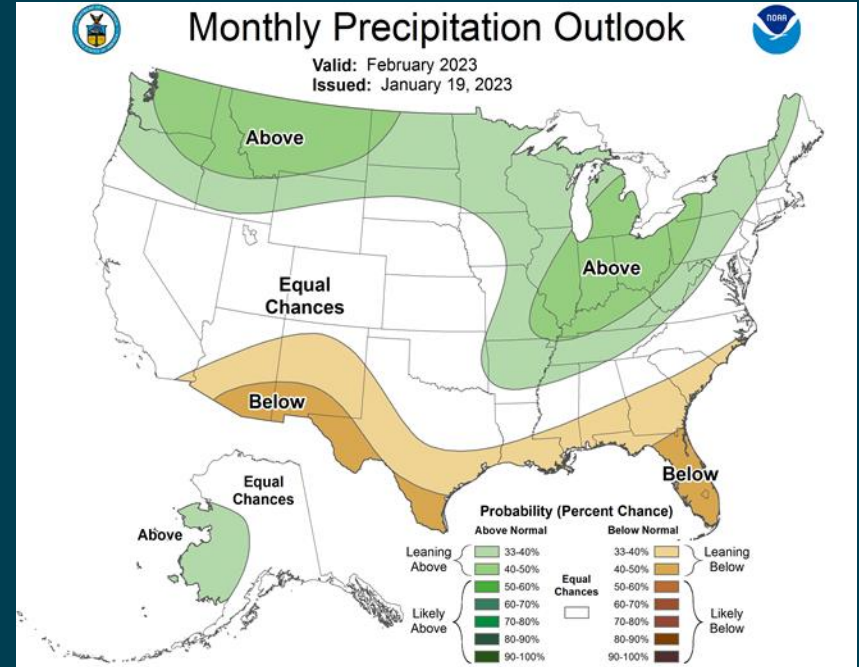 Monthly Precipitation Outlook
NOAA
Valid: February 2023
Issued: January 19, 2023
Above
Above
Equal
Chances
Below
Below
Equal
Chances
Above
Probability (Percent Chance)
Above Normal
Below Normal
Leaning
Above
33-40%
40-50%
Likely
Above
50-60%
60-70%
70-80%
80-90%
90-100%
Equal
Chances
33-40%
40-50%
Leaning
Below
50-60%
60-70%
70-80%
80-90%
90-100%
Likely
Below